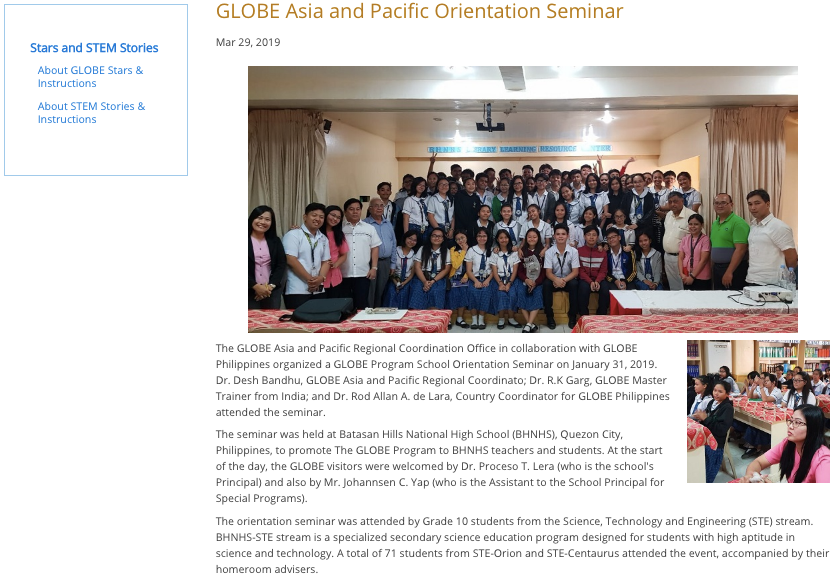 GLOBE Asia and Pacific Orientation Seminar
Stars and STEM Stories
About GLOBE Stars &
Instructions
About STEM Stories &
Instructions
Mar 29, 2019
BHNHS LIBRARY LEARNING RESOURCE CENTER
The GLOBE Asia and Pacific Regional Coordination Office in collaboration with GLOBE
Philippines organized a GLOBE Program School Orientation Seminar on January 31, 2019.
Dr. Desh Bandhu, GLOBE Asia and Pacific Regional Coordinato; Dr. R.K Garg, GLOBE Master
Trainer from India; and Dr. Rod Allan A. de Lara, Country Coordinator for GLOBE Philippines
attended the seminar.
The seminar was held at Batasan Hills National High School (BHNHS), Quezon City,
Philippines, to promote The GLOBE Program to BHNHS teachers and students. At the start
of the day, the GLOBE visitors were welcomed by Dr. Proceso T. Lera (who is the school's
Principal) and also by Mr. Johannsen C. Yap (who is the Assistant to the School Principal for
Special Programs).
The orientation seminar was attended by Grade 10 students from the Science, Technology and Engineering (STE) stream.
BHNHS-STE stream is a specialized secondary science education program designed for students with high aptitude in
science and technology. A total of 71 students from STE-Orion and STE-Centaurus attended the event, accompanied by their
homeroom advisers.